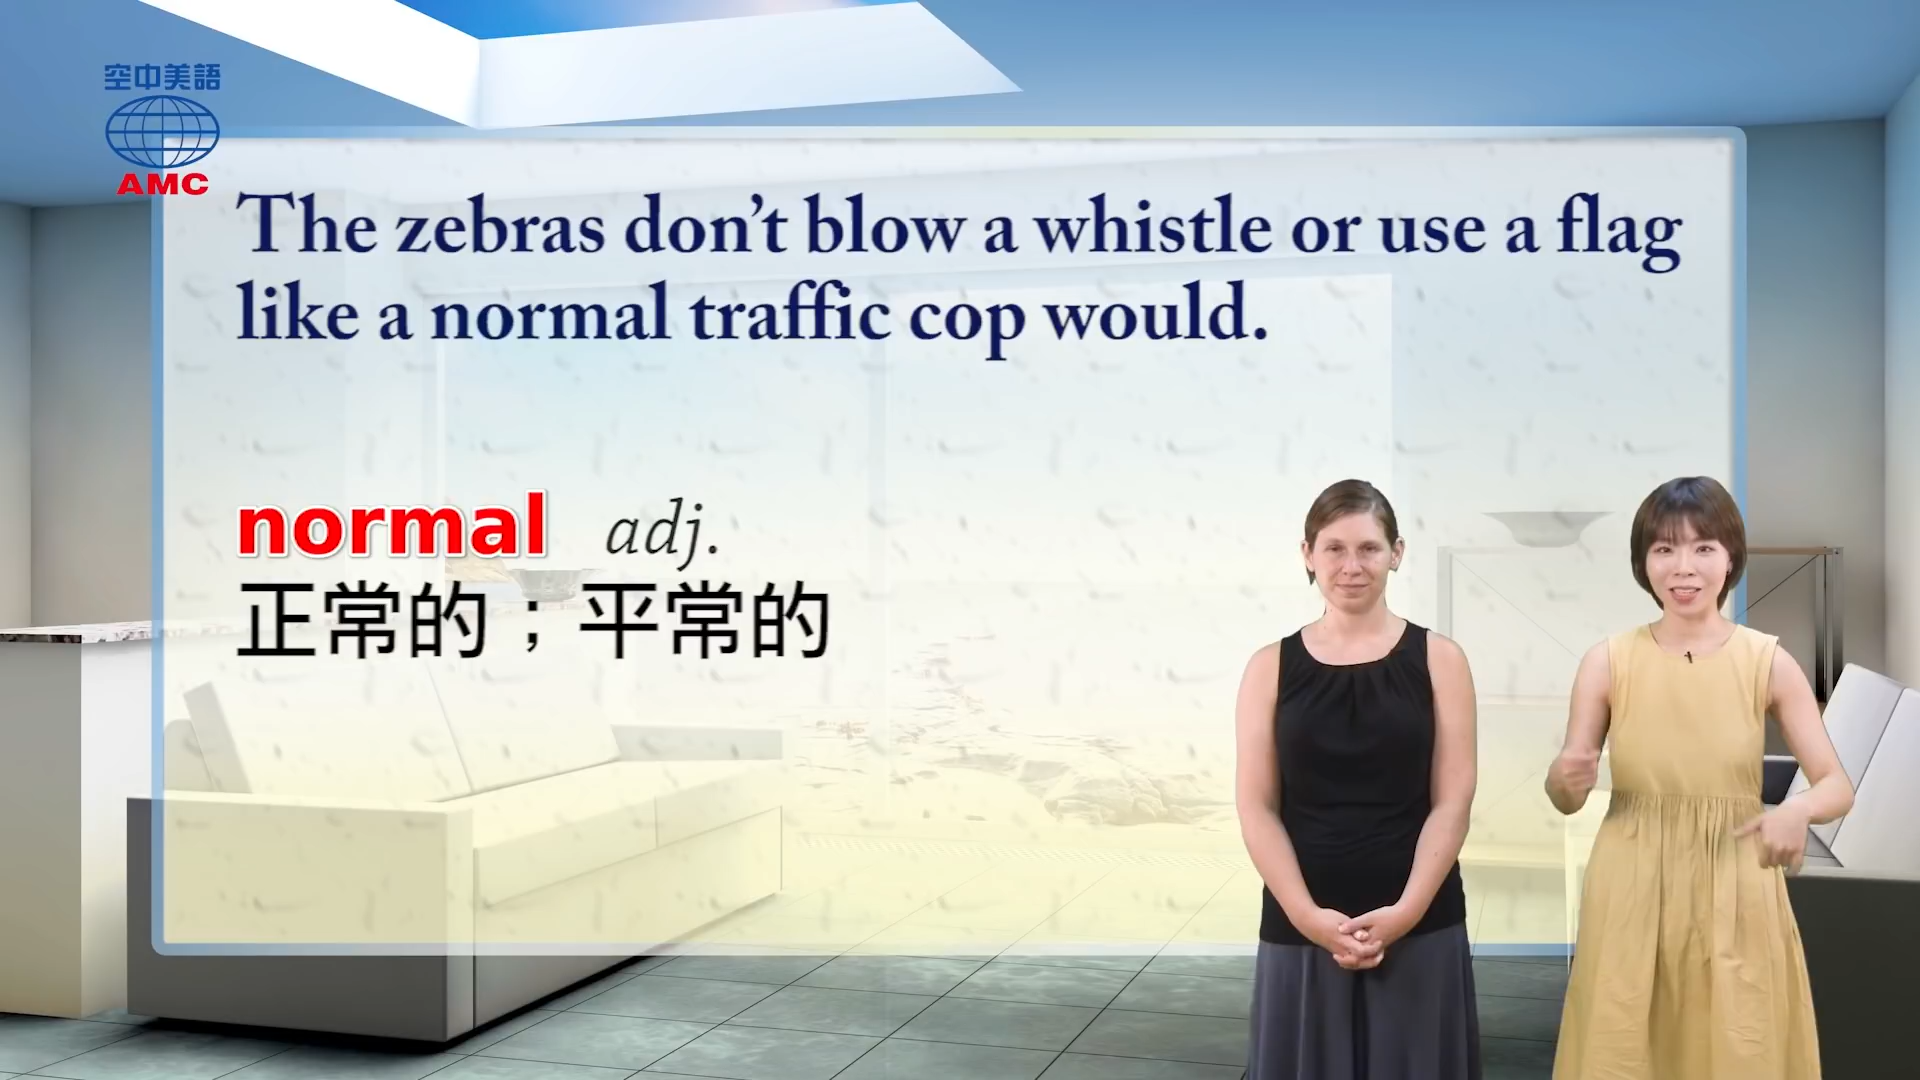 空中美語
AMC
The zebras don’t blow a whistle or use a flag
like a normal traffic cop would.
normal adj.
正常的；平常的